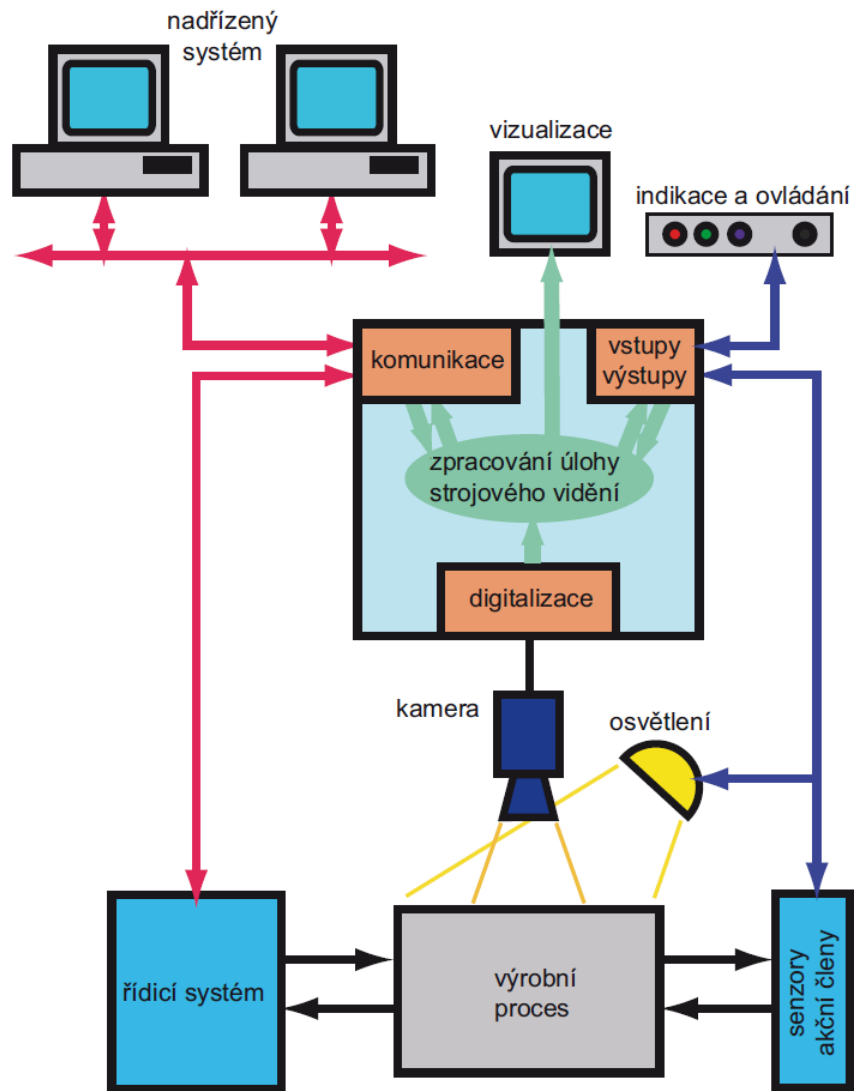 nadřízený
systém
vizualizace
indikace a ovládání
komunikace
vstupy
výstupy
zpracování úlohy
strojového vidění
digitalizace
kamera
osvětlení
řídicí systém
výrobní
proces
senzory
akční členy